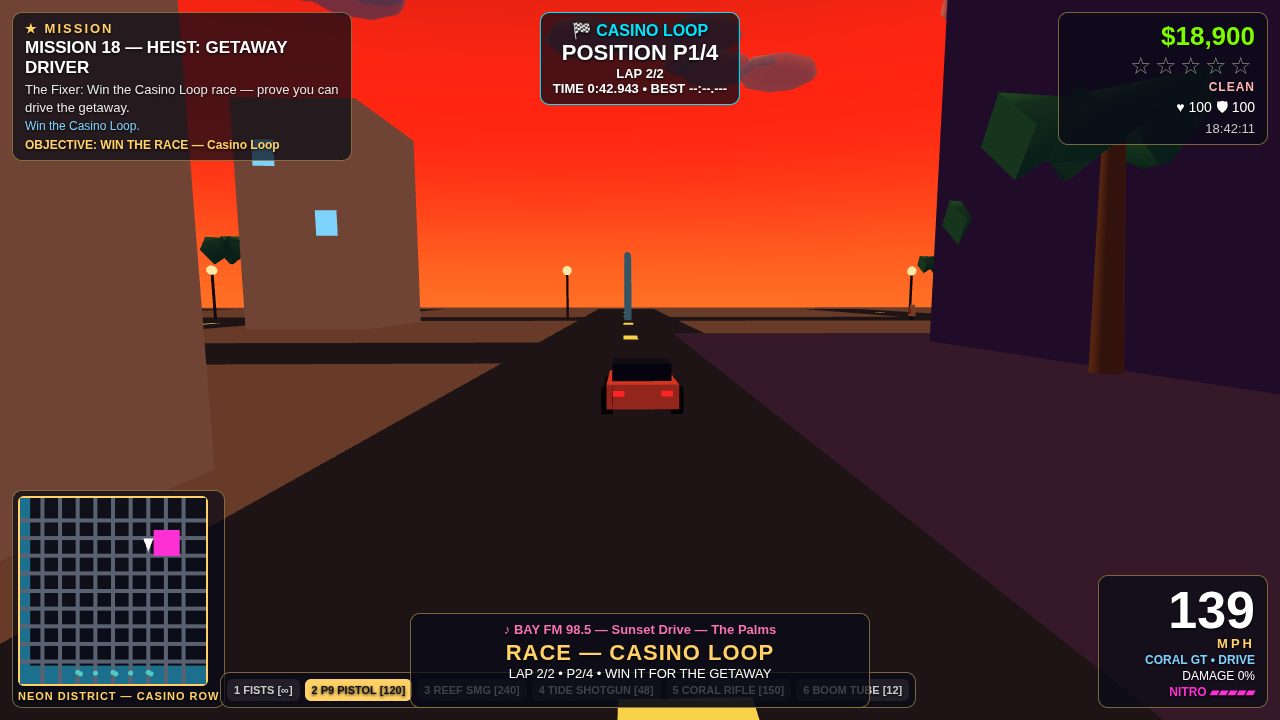 ★ MISSION
MISSION 18 — HEIST: GETAWAY
DRIVER
The Fixer: Win the Casino Loop race — prove you can
drive the getaway.
Win the Casino Loop.
OBJECTIVE: WIN THE RACE — Casino Loop
🏁 CASINO LOOP
POSITION P1/4
LAP 2/2
TIME 0:42.943 • BEST --:--.---
$18,900
☆☆☆☆☆
CLEAN
♥ 100 🛡 100
18:42:11
NEON DISTRICT — CASINO ROW
♪ BAY FM 98.5 — Sunset Drive — The Palms
RACE — CASINO LOOP
LAP 2/2 • P2/4 • WIN IT FOR THE GETAWAY
1 FISTS [∞] 2 P9 PISTOL [120] 3 REEF SMG [240] 4 TIDE SHOTGUN [48] 5 CORAL RIFLE [150] 6 BOOM TUBE [12]
139
MPH
CORAL GT • DRIVE
DAMAGE 0%
NITRO ▰▰▰▰▰